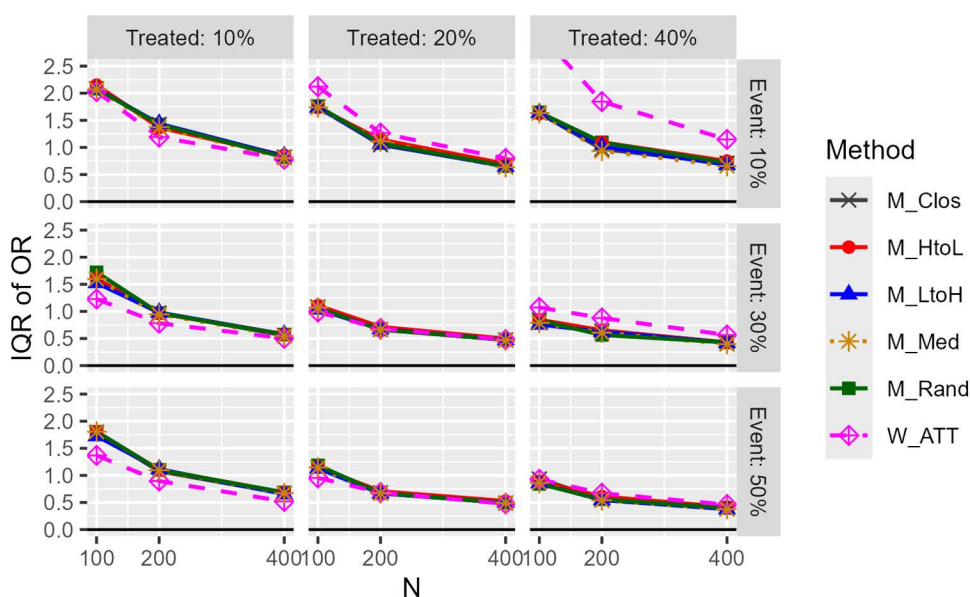 Treated: 10%
Treated: 20%
Treated: 40%
2.5
2.0
1.5
1.0
0.5
0.0
Event: 10%
2.5
2.0
1.5
1.0
0.5
0.0
Event: 30%
2.5
2.0
1.5
1.0
0.5
0.0
Event: 50%
IQR of OR
100
200
400
100
200
400
100
200
400
N
Method
M_Clos
M_HtoL
M_LtoH
M_Med
M_Rand
W_ATT